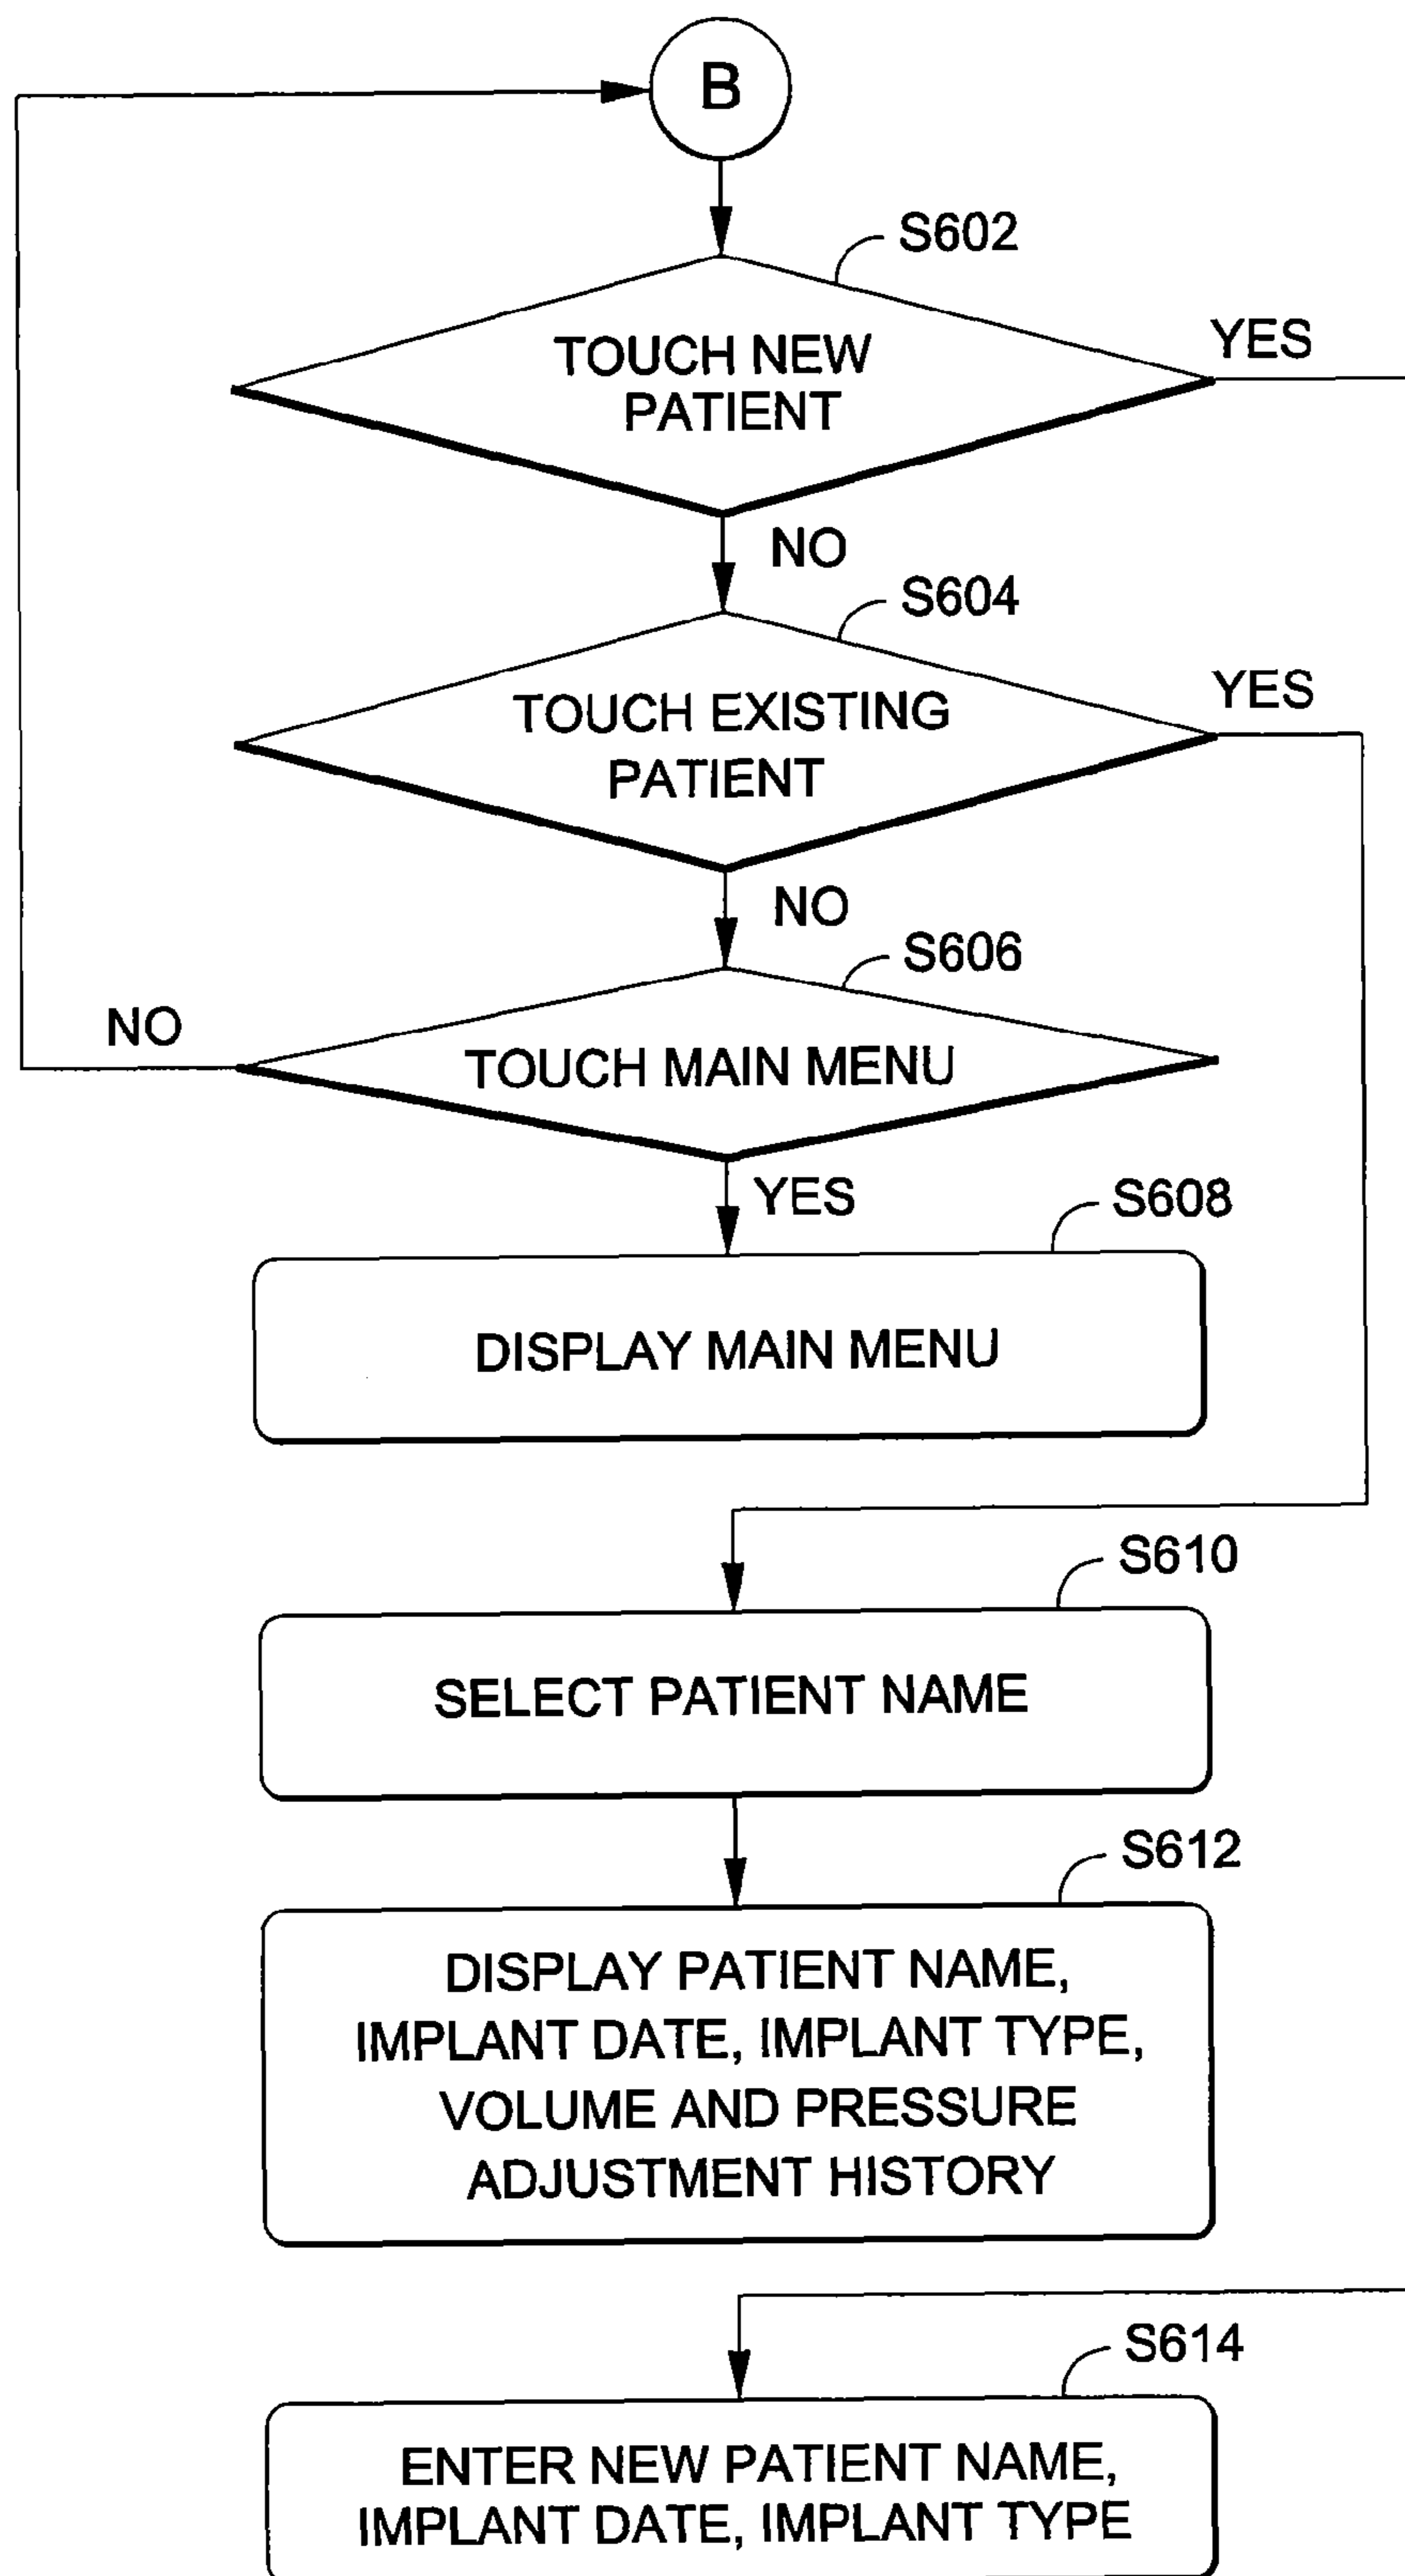 B
S602
TOUCH NEW
PATIENT
YES
NO
S604
TOUCH EXISTING
PATIENT
YES
NO
S606
TOUCH MAIN MENU
NO
YES
S608
DISPLAY MAIN MENU
S610
SELECT PATIENT NAME
S612
DISPLAY PATIENT NAME,
IMPLANT DATE, IMPLANT TYPE,
VOLUME AND PRESSURE
ADJUSTMENT HISTORY
S614
ENTER NEW PATIENT NAME,
IMPLANT DATE, IMPLANT TYPE